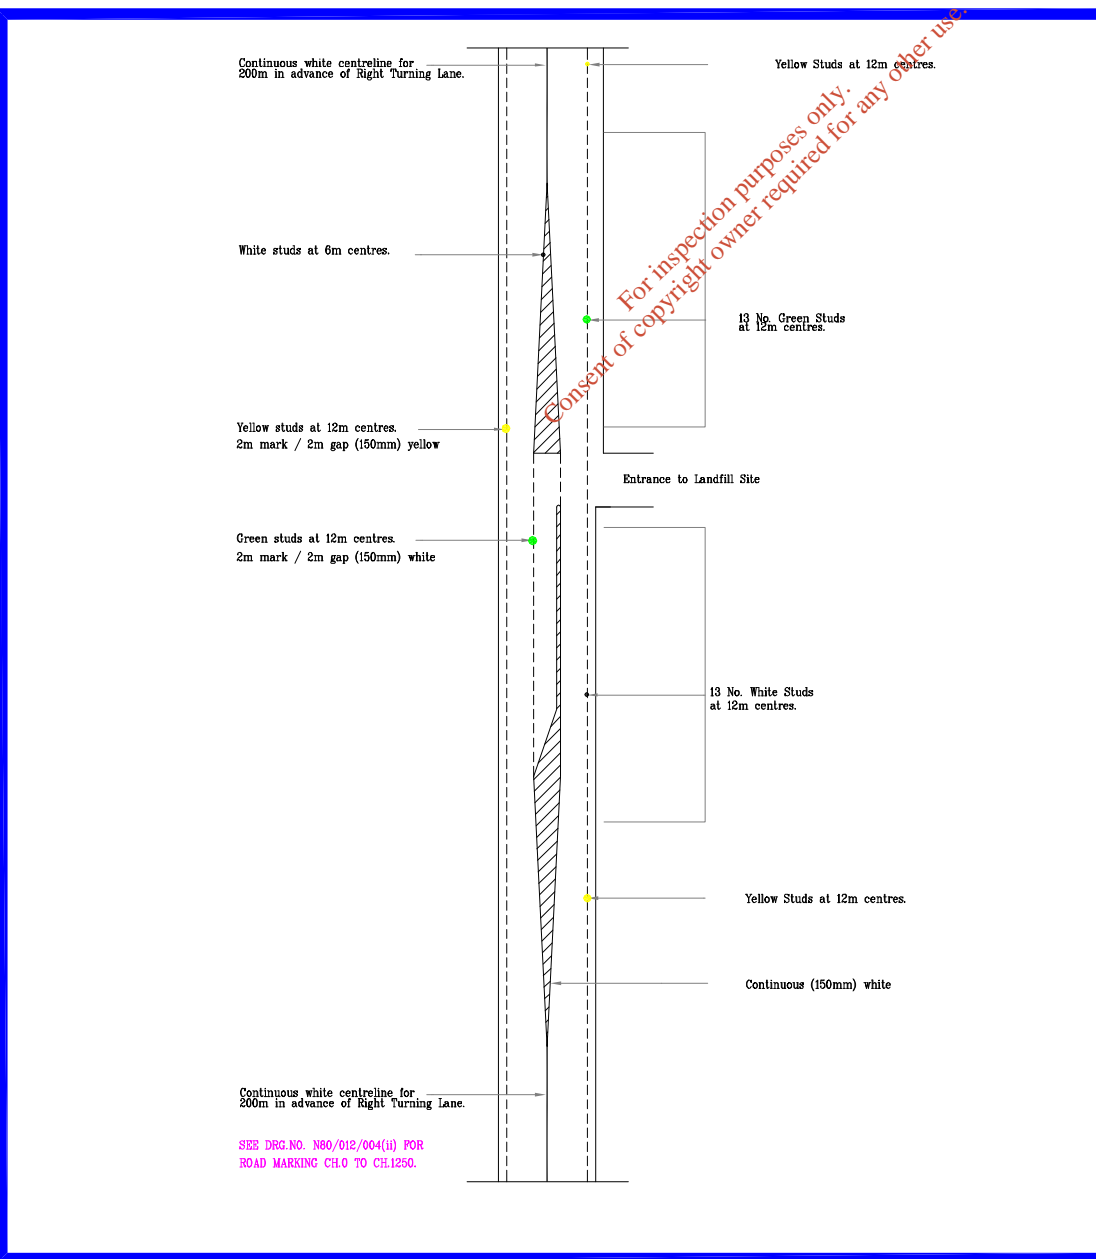 Continuous white centreline for
200m in advance of Right Turning Lane.
Yellow Studs at 12m centres.
For inspection purposes only.
Consent of copyright owner required for any other use.
White studs at 6m centres.
13 No. Green Studs
at 12m centres.
Yellow studs at 12m centres.
2m mark / 2m gap (150mm) yellow
Entrance to Landfill Site
Green studs at 12m centres.
2m mark / 2m gap (150mm) white
13 No. White Studs
at 12m centres.
Yellow Studs at 12m centres.
Continuous (150mm) white
Continuous white centreline for
200m in advance of Right Turning Lane.
SEE DRG.NO. N80/012/004(ii) FOR
ROAD MARKING CH.0 TO CH.1250.